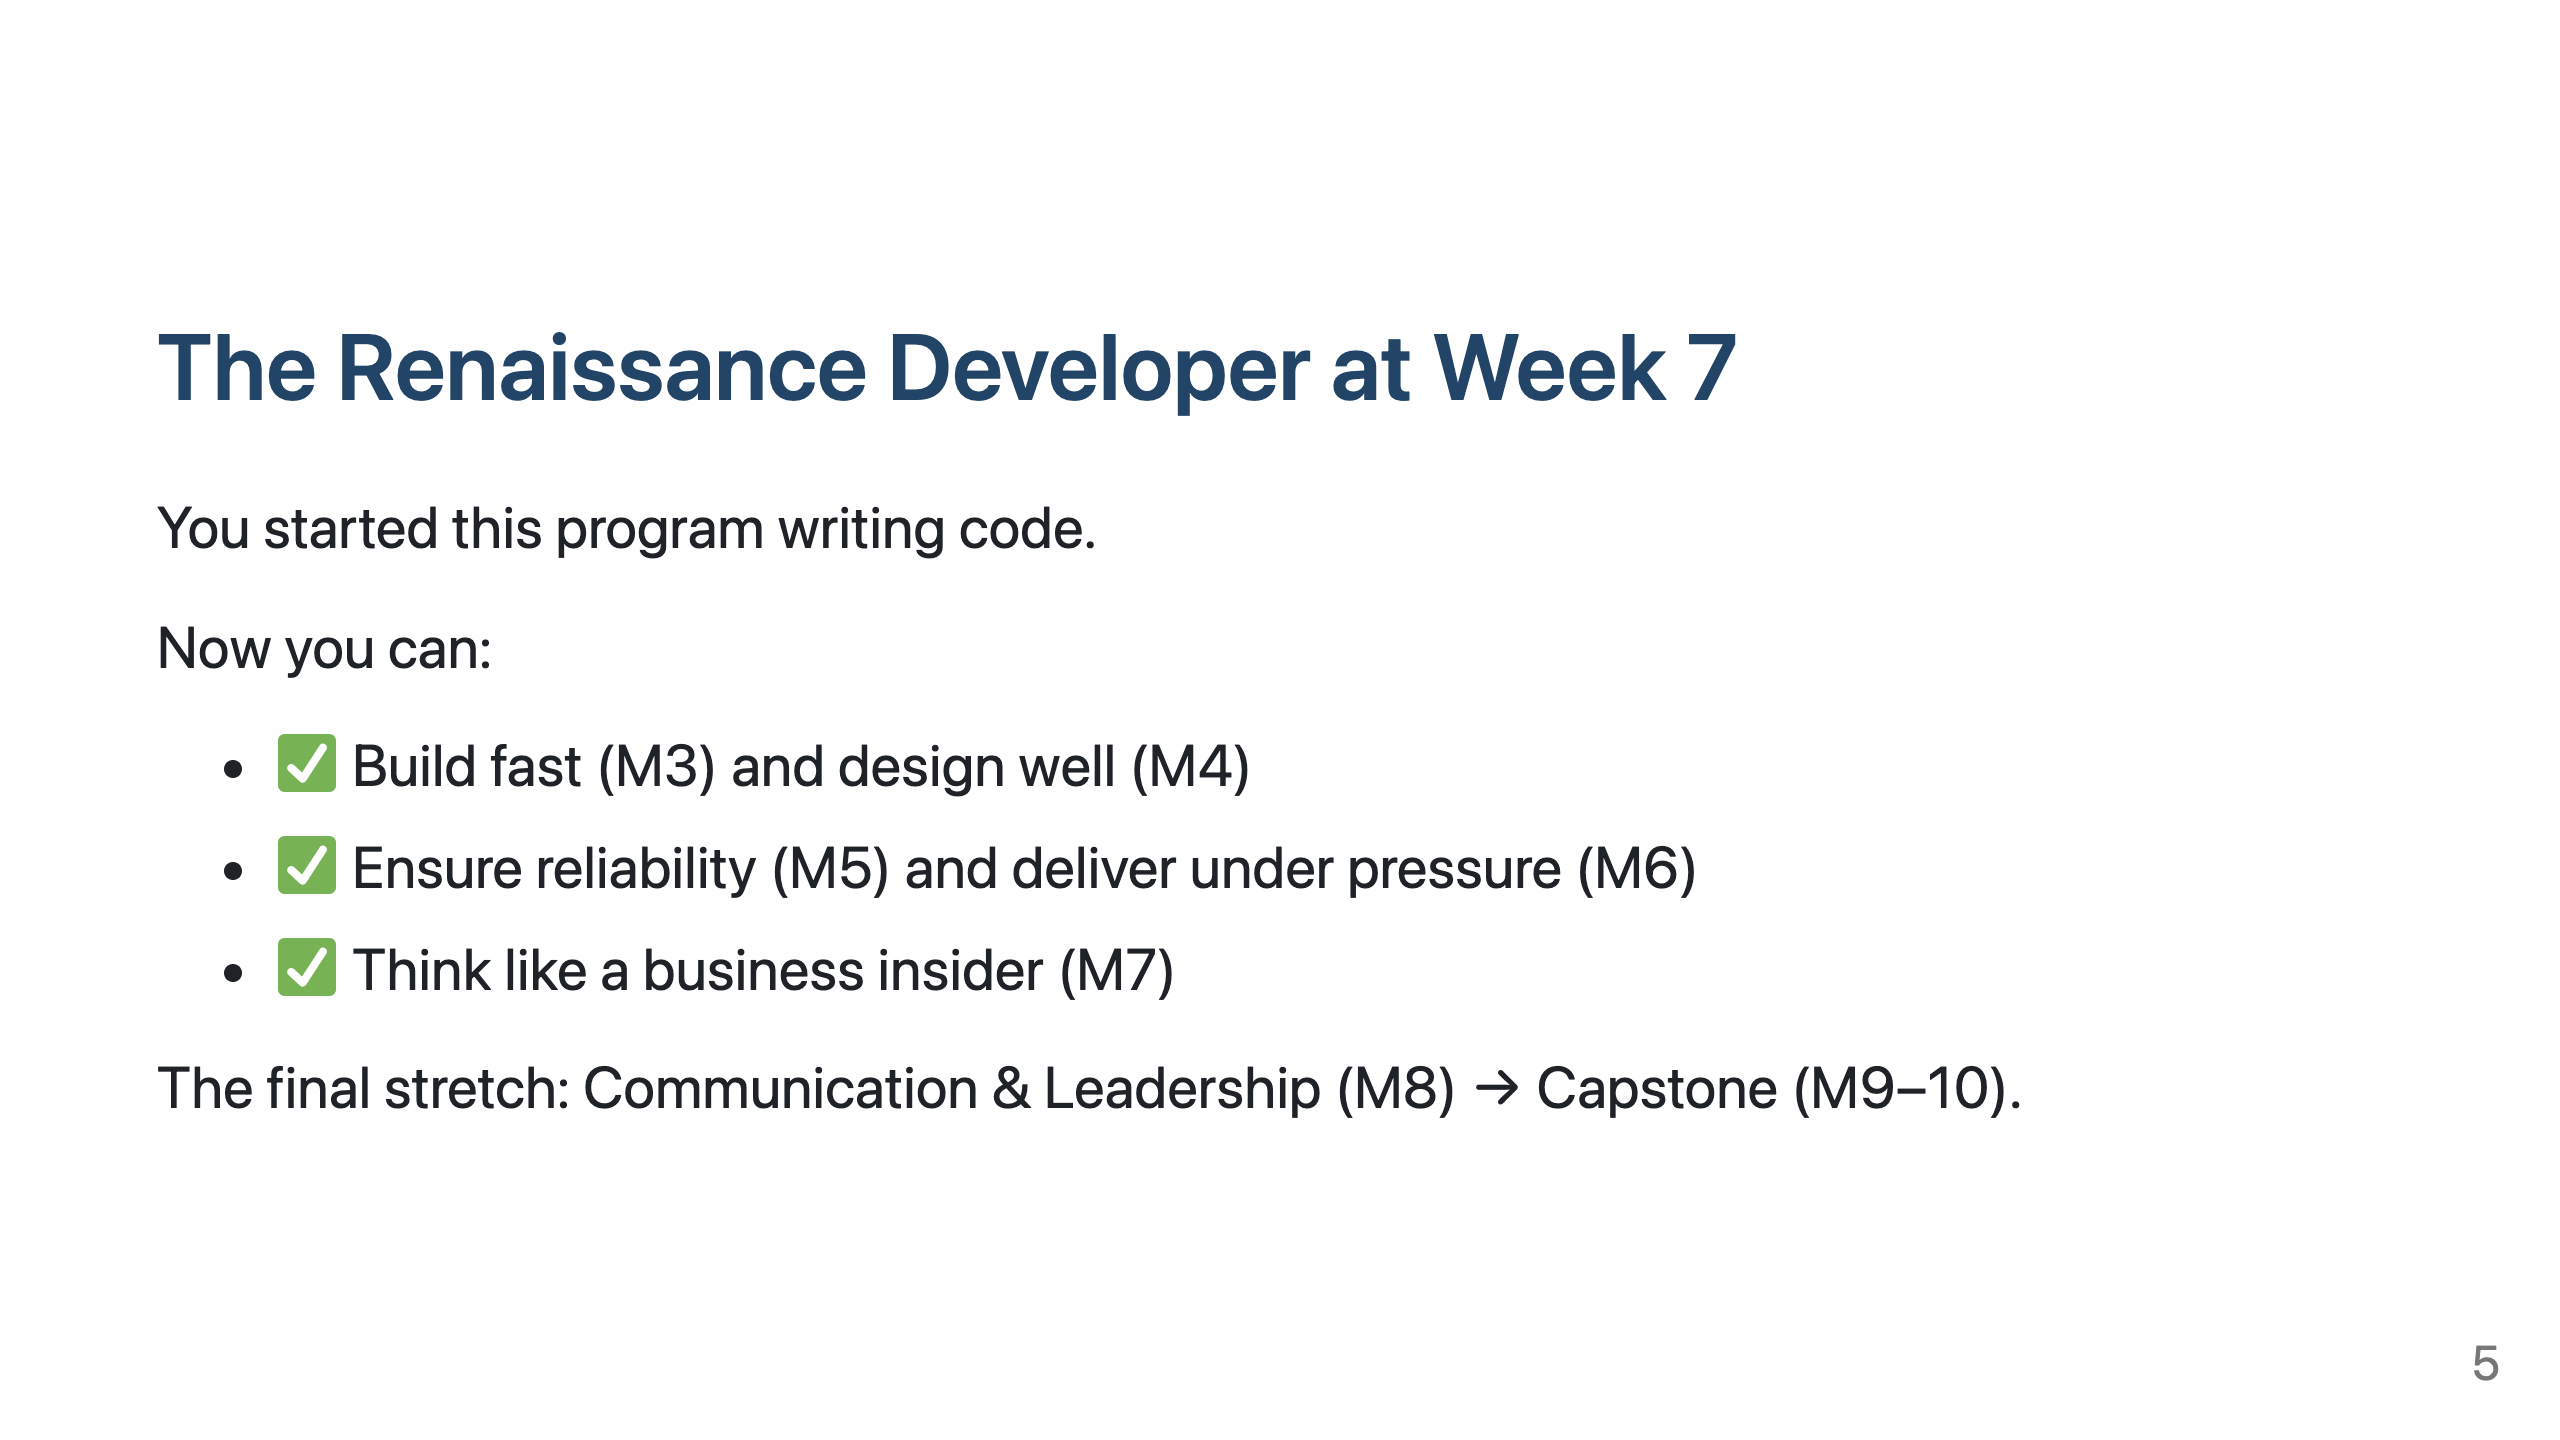 The Renaissance Developer at Week 7
You started this program writing code.
Now you can:
• ✅ Build fast (M3) and design well (M4)
• ✅ Ensure reliability (M5) and deliver under pressure (M6)
• ✅ Think like a business insider (M7)
The final stretch: Communication & Leadership (M8) → Capstone (M9–10).
5